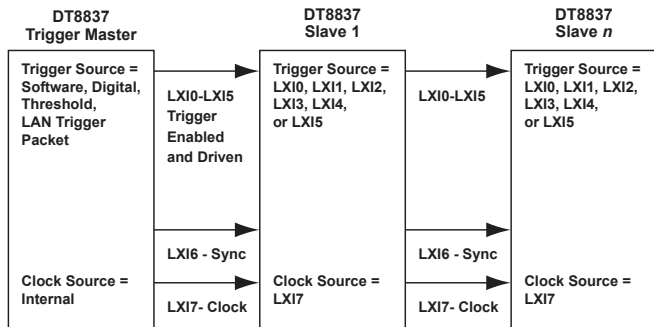 DT8837
Trigger Master
DT8837
Slave 1
DT8837
Slave n
Trigger Source =
Software, Digital,
Threshold,
LAN Trigger
Packet
LXI0-LXI5
Trigger
Enabled
and Driven
Trigger Source =
LXI0, LXI1, LXI2,
LXI3, LXI4,
or LXI5
LXI0-LXI5
Trigger Source =
LXI0, LXI1, LXI2,
LXI3, LXI4,
or LXI5
LXI6 - Sync
LXI6 - Sync
Clock Source =
Internal
LXI7- Clock
Clock Source =
LXI7
LXI7- Clock
Clock Source =
LXI7